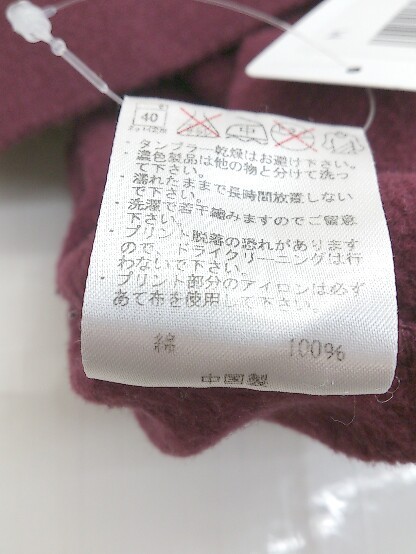 40
・タンブラー乾燥はお避け下さい。
・濃色製品は他の物と分けて洗っ
て下さい。
・濡れたままで長時間放置しない
で下さい。
・洗濯で若干縮みますのでご留意
下さい。
・プリント脱落の恐れがあります
ので、ドライクリーニングは行
わないで下さい。
・プリント部分のアイロンは必ず
あて布を使用して下さい。
綿 100%
中国製